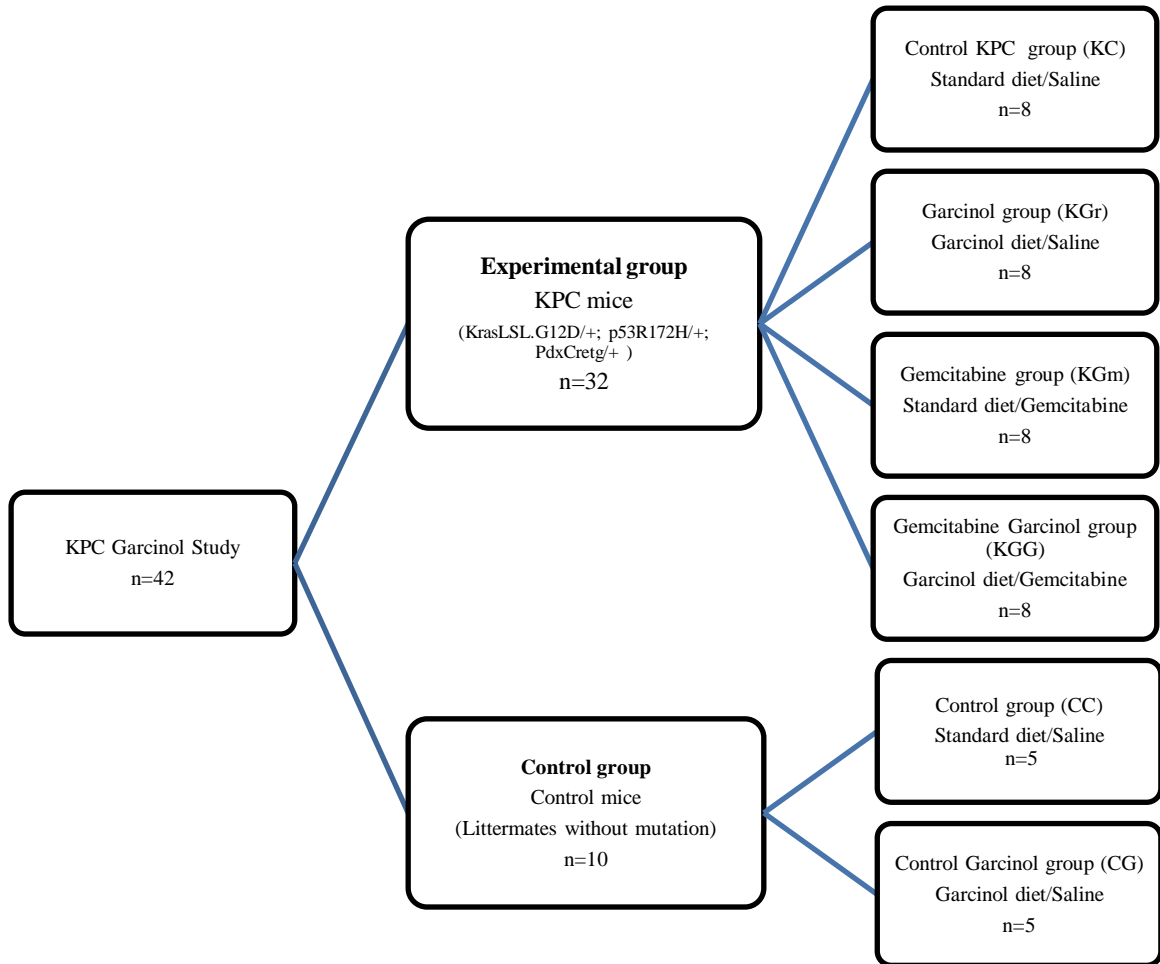 KPC Garcinol Study
n=42
Experimental group
KPC mice
(KrasLSL.G12D/+; p53R172H/+;
PdxCretg/+ )
n=32
Control group
Control mice
(Littermates without mutation)
n=10
Control KPC group (KC)
Standard diet/Saline
n=8
Garcinol group (KGr)
Garcinol diet/Saline
n=8
Gemcitabine group (KGm)
Standard diet/Gemcitabine
n=8
Gemcitabine Garcinol group
(KGG)
Garcinol diet/Gemcitabine
n=8
Control group (CC)
Standard diet/Saline
n=5
Control Garcinol group (CG)
Garcinol diet/Saline
n=5